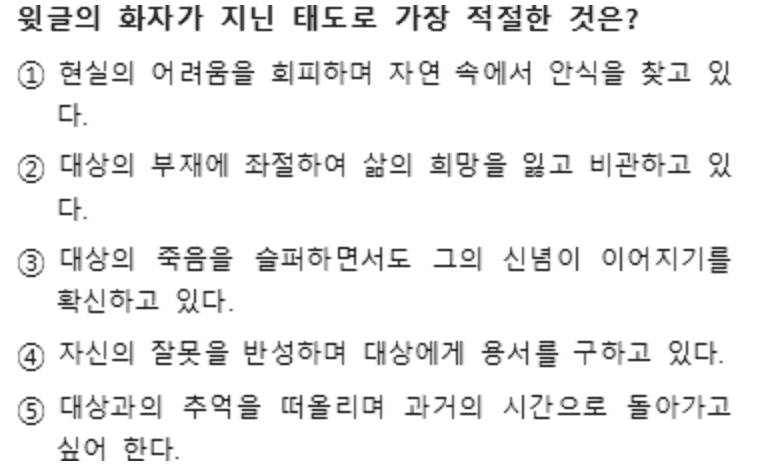 윗글의 화자가 지닌 태도로 가장 적절한 것은?
① 현실의 어려움을 회피하며 자연 속에서 안식을 찾고 있
다.
② 대상의 부재에 좌절하여 삶의 희망을 잃고 비관하고 있
다.
③ 대상의 죽음을 슬퍼하면서도 그의 신념이 이어지기를
확신하고 있다.
④ 자신의 잘못을 반성하며 대상에게 용서를 구하고 있다.
⑤ 대상과의 추억을 떠올리며 과거의 시간으로 돌아가고
싶어 한다.